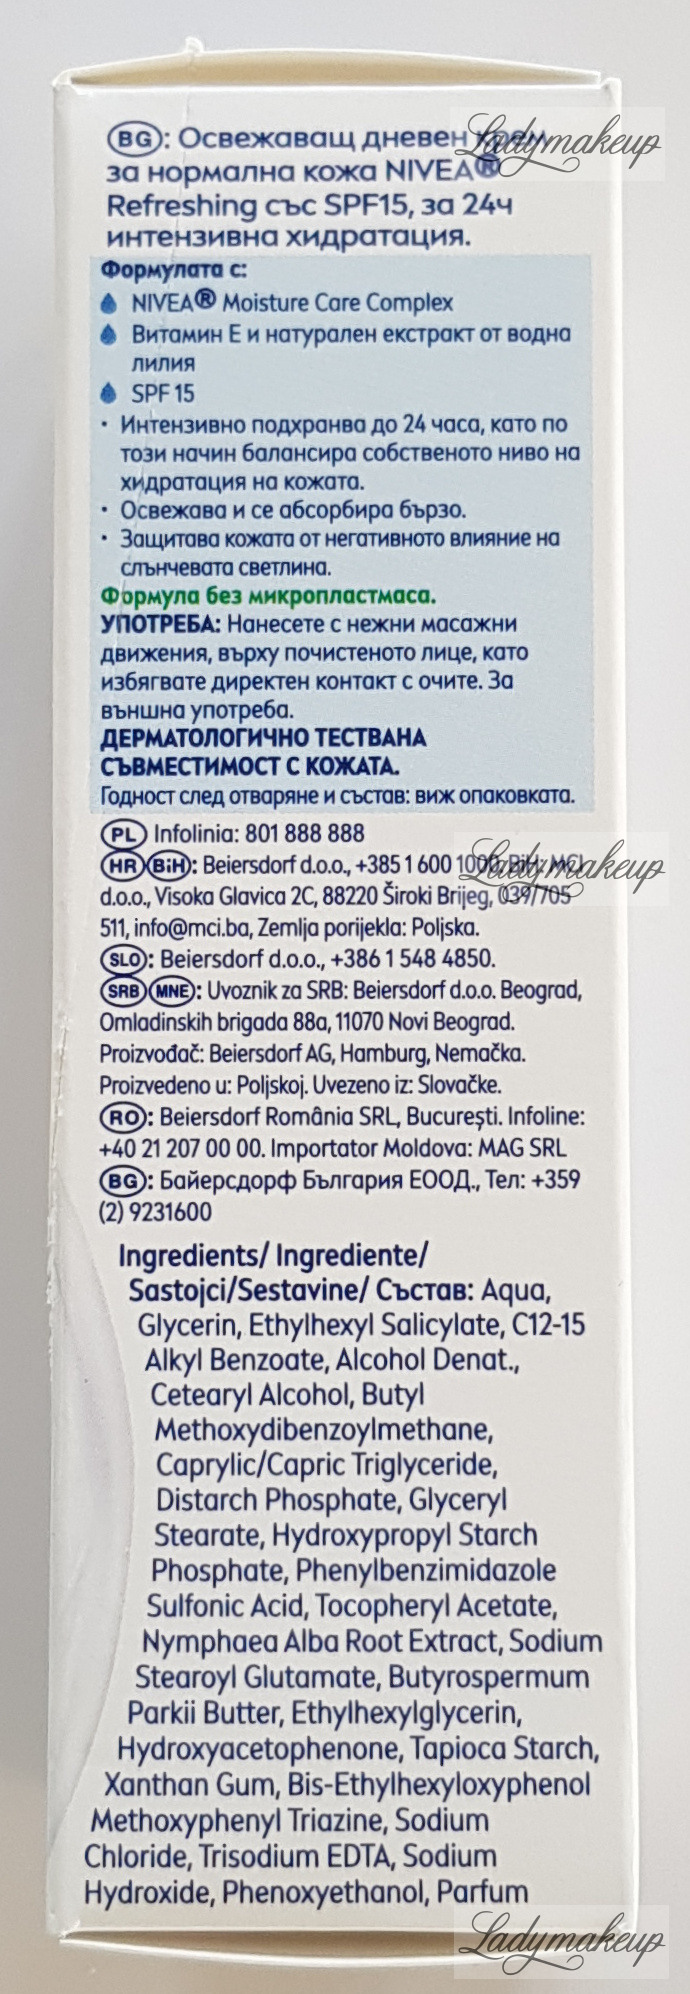 BG: Освежаващ дневен крем
за нормална кожа NIVEA®
Refreshing със SPF15, за 24ч
интензивна хидратация.
Формулата с:
NIVEA® Moisture Care Complex
Витамин Е и натурален екстракт от водна
лилия
SPF 15
• Интензивно подхранва до 24 часа, като по
този начин балансира собственото ниво на
хидратация на кожата.
• Освежава и се абсорбира бързо.
• Защитава кожата от негативното влияние на
слънчевата светлина.
Формула без микропластмаса.
УПОТРЕБА: Нанесете с нежни масажни
движения, върху почистеното лице, като
избягвате директен контакт с очите. За
външна употреба.
ДЕРМАТОЛОГИЧНО ТЕСТВАНА
СЪВМЕСТИМОСТ С КОЖАТА.
Годност след отваряне и състав: виж опаковката.
PL Infolinia: 801 888 888
HR BiH: Beiersdorf d.o.o., +385 1 600 1000, BiH: MCI
d.o.o., Visoka Glavica 2C, 88220 Široki Brijeg, 039/705
511, info@mci.ba, Zemlja porijekla: Poljska.
SLO: Beiersdorf d.o.o., +386 1 548 4850.
SRB MNE: Uvoznik za SRB: Beiersdorf d.o.o. Beograd,
Omladinskih brigada 88a, 11070 Novi Beograd.
Proizvođač: Beiersdorf AG, Hamburg, Nemačka.
Proizvedeno u: Poljskoj. Uvezeno iz: Slovačke.
RO: Beiersdorf România SRL, București. Infoline:
+40 21 207 00 00. Importator Moldova: MAG SRL
BG: Байерсдорф България ЕООД., Тел: +359
(2) 9231600
Ingredients/ Ingrediente/
Sastojci/Sestavine/ Състав: Aqua,
Glycerin, Ethylhexyl Salicylate, C12-15
Alkyl Benzoate, Alcohol Denat.,
Cetearyl Alcohol, Butyl
Methoxydibenzoylmethane,
Caprylic/Capric Triglyceride,
Distarch Phosphate, Glyceryl
Stearate, Hydroxypropyl Starch
Phosphate, Phenylbenzimidazole
Sulfonic Acid, Tocopheryl Acetate,
Nymphaea Alba Root Extract, Sodium
Stearoyl Glutamate, Butyrospermum
Parkii Butter, Ethylhexylglycerin,
Hydroxyacetophenone, Tapioca Starch,
Xanthan Gum, Bis-Ethylhexyloxyphenol
Methoxyphenyl Triazine, Sodium
Chloride, Trisodium EDTA, Sodium
Hydroxide, Phenoxyethanol, Parfum
Ladymakeup
Ladymakeup
Ladymakeup